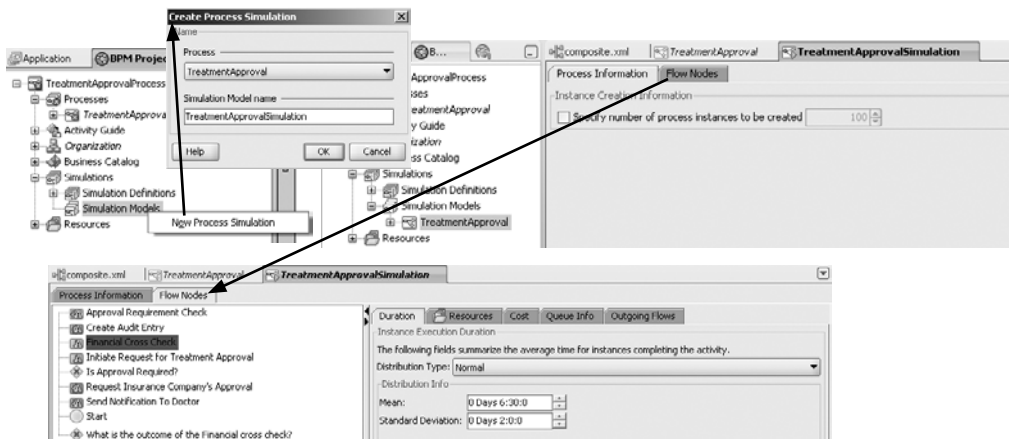 Create Process Simulation
Name
Process
TreatmentApproval
Simulation Model name
TreatmentApprovalSimulation
Help
OK
Cancel
Application
BPM Projec
TreatmentApprovalProcess
Processes
TreatmentApprova
Activity Guide
Organization
Business Catalog
Simulations
Simulation Definitions
Simulation Models
Resources
New Process Simulation
B...
ApprovalProcess
sses
eatmentApproval
y Guide
ization
ss Catalog
Simulations
Simulation Definitions
Simulation Models
TreatmentApproval
Resources
composite.xml
TreatmentApproval
TreatmentApprovalSimulation
Process Information
Flow Nodes
Instance Creation Information
Specify number of process instances to be created
100
composite.xml
TreatmentApproval
TreatmentApprovalSimulation
Process Information
Flow Nodes
Approval Requirement Check
Create Audit Entry
Financial Cross Check
Initiate Request for Treatment Approval
Is Approval Required?
Request Insurance Company's Approval
Send Notification To Doctor
Start
What is the outcome of the Financial cross check?
Duration
Resources
Cost
Queue Info
Outgoing Flows
Instance Execution Duration
The following fields summarize the average time for instances completing the activity.
Distribution Type: Normal
Distribution Info
Mean: 0 Days 6:30:0
Standard Deviation: 0 Days 2:0:0